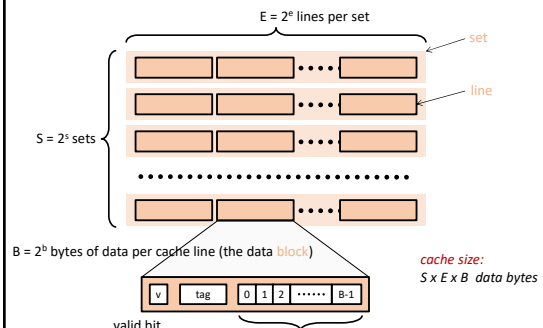 E = 2ᵉ lines per set
set
line
S = 2ˢ sets
B = 2ᵇ bytes of data per cache line (the data block)
cache size:
S x E x B data bytes
v tag 0 1 2 B-1
valid bit